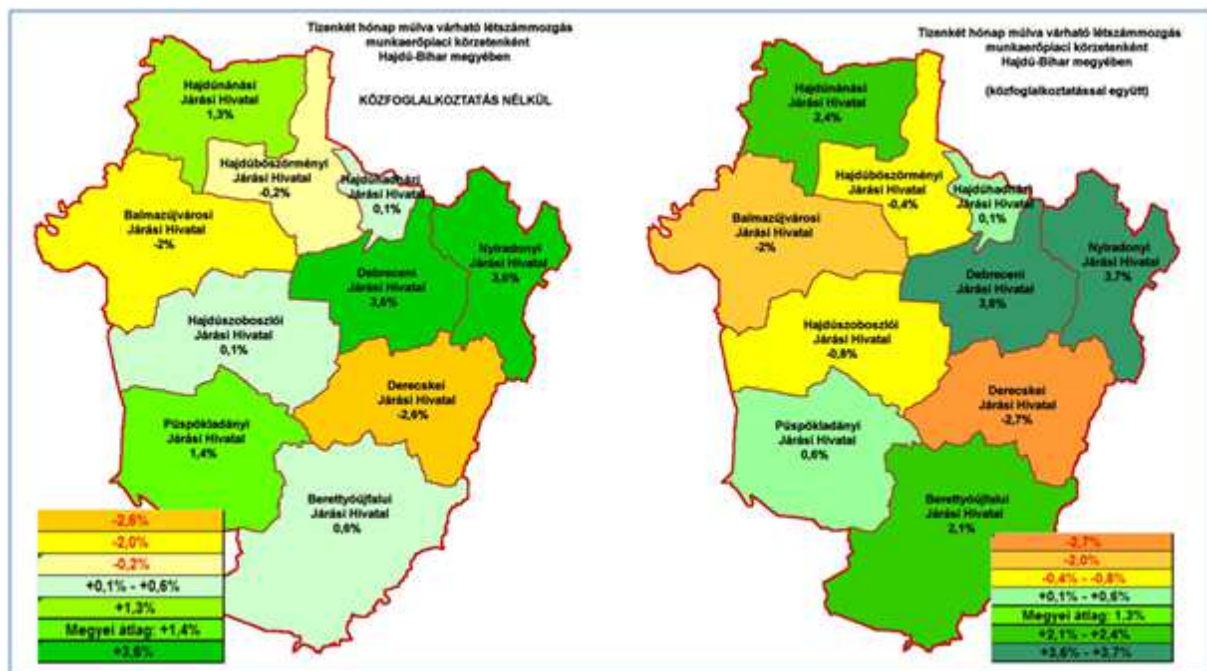 Tizenkét hónap múlva várható létszámmozgás
munkaerőpiaci körzetenként
Hajdú-Bihar megyében
KÖZFOGLALKOZTATÁS NÉLKÜL
Hajdúnánási
Járási Hivatal
1,3%
Hajdúböszörményi
Járási Hivatal
-0,2%
Hajdúhadházi
Járási Hivatal
0,1%
Balmazújvárosi
Járási Hivatal
-2%
Nyíradonyi
Járási Hivatal
3,6%
Debreceni
Járási Hivatal
3,6%
Hajdúszoboszlói
Járási Hivatal
0,1%
Derecskei
Járási Hivatal
-2,6%
Püspökladányi
Járási Hivatal
1,4%
Berettyóújfalui
Járási Hivatal
0,6%
-2,6%
-2,0%
-0,2%
+0,1% - +0,6%
+1,3%
Megyei átlag: +1,4%
+3,6%
Tizenkét hónap múlva várható létszámmozgás
munkaerőpiaci körzetenként
Hajdú-Bihar megyében
(közfoglalkoztatással együtt)
Hajdúnánási
Járási Hivatal
2,4%
Hajdúböszörményi
Járási Hivatal
-0,4%
Hajdúhadházi
Járási Hivatal
0,1%
Balmazújvárosi
Járási Hivatal
-2%
Nyíradonyi
Járási Hivatal
3,7%
Debreceni
Járási Hivatal
3,6%
Hajdúszoboszlói
Járási Hivatal
-0,8%
Derecskei
Járási Hivatal
-2,7%
Püspökladányi
Járási Hivatal
0,6%
Berettyóújfalui
Járási Hivatal
2,1%
-2,7%
-2,0%
-0,4% - -0,8%
+0,1% - +0,6%
Megyei átlag: 1,3%
+2,1% - +2,4%
+3,6% - +3,7%